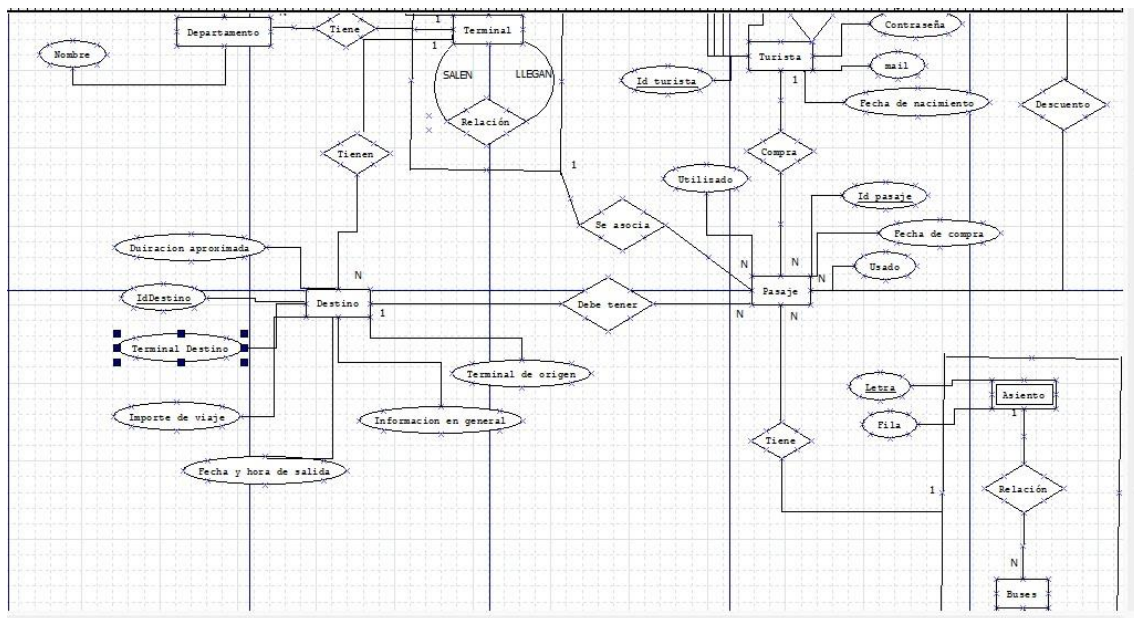 N
Departamento
Tiene
1
Terminal
Nombre
1
SALEN
LLEGAN
Relación
Tienen
Contraseña
Turista
mail
Id turista
1
Fecha de nacimiento
Descuento
Compra
1
Utilisado
Id pasaje
Se asocia
Fecha de compra
Duiracion aproximada
N
N
N
N
Usado
IdDestino
Destino
1
Debe tener
Pasaje
N
N
Terminal Destino
Terminal de origen
Letra
Asiento
1
Importe de viaje
Informacion en general
Fila
Tiene
Fecha y hora de salida
1
Relación
N
Buses